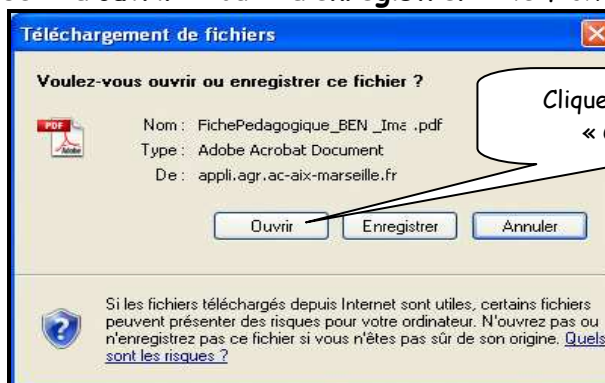 Téléchargement de fichiers
Voulez-vous ouvrir ou enregistrer ce fichier ?
Nom : FichePedagogique_BEN _Ima .pdf
Type : Adobe Acrobat Document
De : appli.agr.ac-aix-marseille.fr
Clique
«
Ouvrir Enregistrer Annuler
Si les fichiers téléchargés depuis Internet sont utiles, certains fichiers
peuvent présenter des risques pour votre ordinateur. N'ouvrez pas ou
n'enregistrez pas ce fichier si vous n'êtes pas sûr de son origine. Quels
sont les risques ?